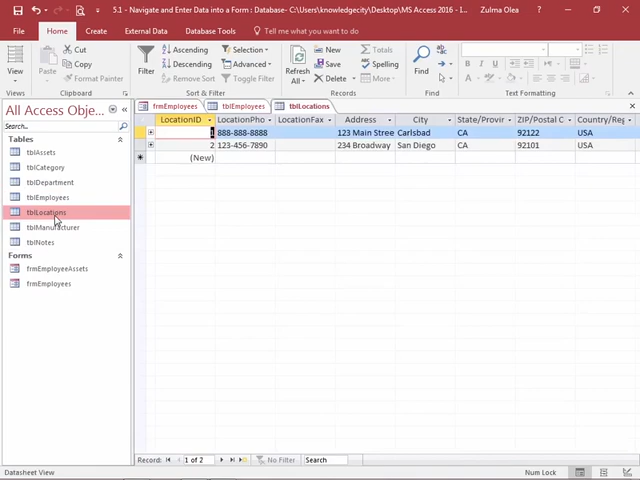 5.1 - Navigate and Enter Data into a Form : Database- C:\Users\knowledgecity\Desktop\MS Access 2016 - 1... Zulma Olea
File Home Create External Data Database Tools Tell me what you want to do
View
Views
Paste
Cut
Copy
Format Painter
Clipboard
Filter
Ascending
Descending
Remove Sort
Selection
Advanced
Toggle Filter
Sort & Filter
Refresh
All
New
Save
Delete
Totals
Spelling
More
Records
Find
Find
B I U
Text Formatting
All Access Obje...
Search...
Tables
tblAssets
tblCategory
tblDepartment
tblEmployees
tblLocations
tblManufacturer
tblNotes
Forms
frmEmployeeAssets
frmEmployees
frmEmployees tblEmployees tblLocations
LocationID LocationPho LocationFax Address City State/Provin ZIP/Postal C Country/Reg
1 888-888-8888 123 Main Stree Carlsbad CA 92122 USA
2 123-456-7890 234 Broadway San Diego CA 92101 USA
(New)
Record: 1 of 2 No Filter Search
Datasheet View Num Lock